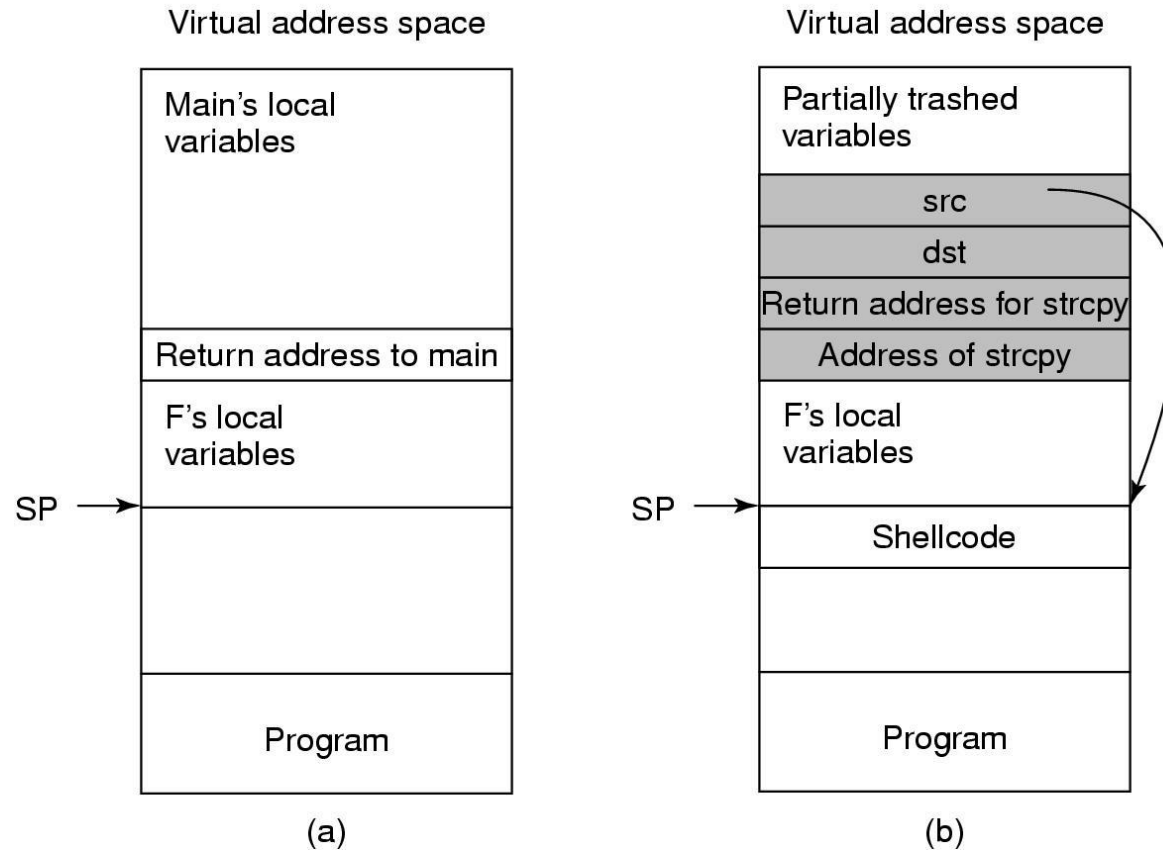 Virtual address space
Main's local
variables
Return address to main
F's local
variables
SP
Program
(a)
Virtual address space
Partially trashed
variables
src
dst
Return address for strcpy
Address of strcpy
F's local
variables
SP
Shellcode
Program
(b)